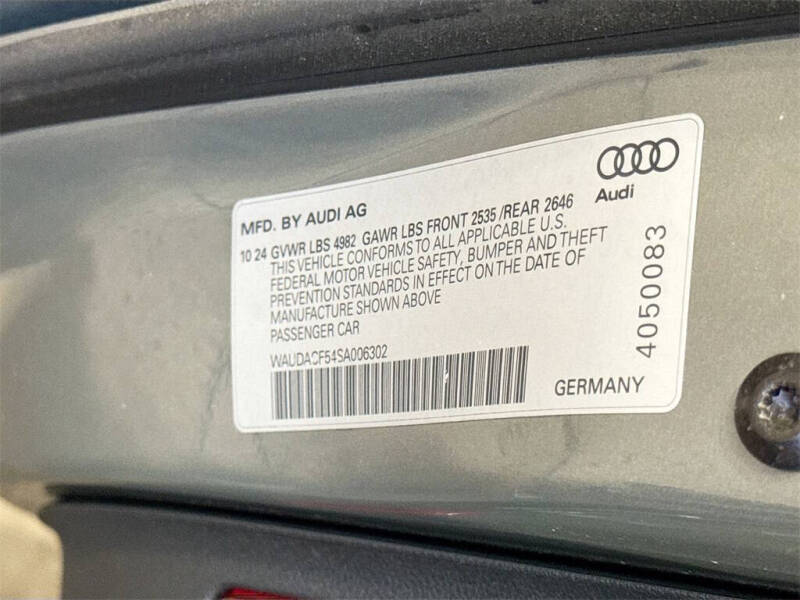 Audi
MFD. BY AUDI AG
10 24 GVWR LBS 4982 GAWR LBS FRONT 2535 /REAR 2646
THIS VEHICLE CONFORMS TO ALL APPLICABLE U.S.
FEDERAL MOTOR VEHICLE SAFETY, BUMPER AND THEFT
PREVENTION STANDARDS IN EFFECT ON THE DATE OF
MANUFACTURE SHOWN ABOVE
PASSENGER CAR
WAUDACF54SA006302
GERMANY
4050083